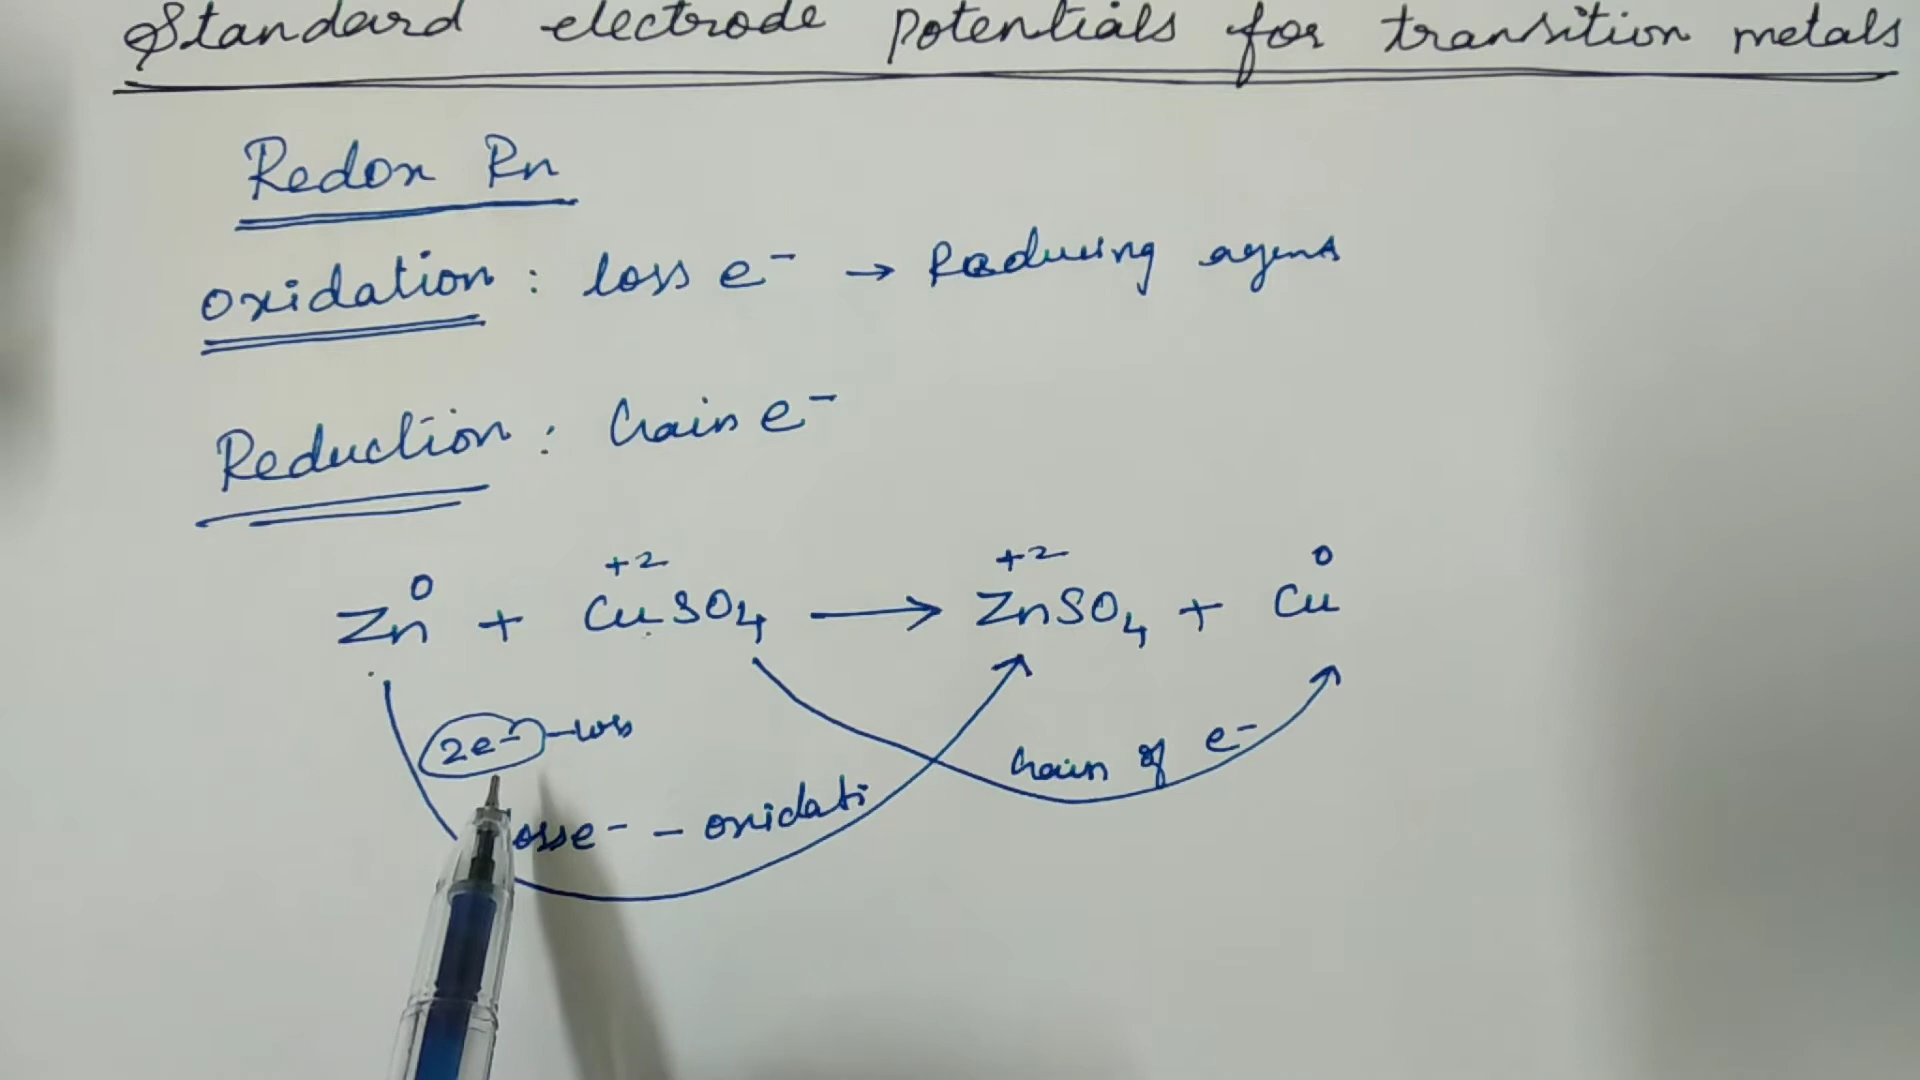 Standard electrode potentials for transition metals
Redox Rn
oxidation : loss e⁻ → Reducing agent
Reduction : Gain e⁻
0 +2 +2 0
Zn + CuSO₄ → ZnSO₄ + Cu
2e⁻ - loss
Gain of e⁻
loss e⁻ - oxidati